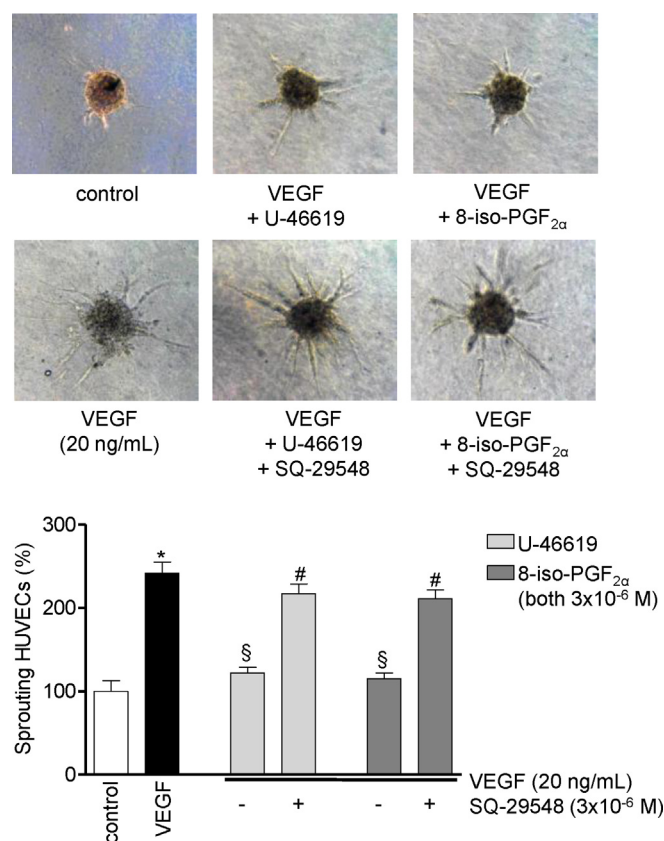 control
VEGF
+ U-46619
VEGF
+ 8-iso-PGF₂α
VEGF
(20 ng/mL)
VEGF
+ U-46619
+ SQ-29548
VEGF
+ 8-iso-PGF₂α
+ SQ-29548
Sprouting HUVECs (%)
300
200
100
0
*
§
#
§
#
U-46619
8-iso-PGF₂α
(both 3x10⁻⁶ M)
control
VEGF
VEGF (20 ng/mL)
- + - + SQ-29548 (3x10⁻⁶ M)